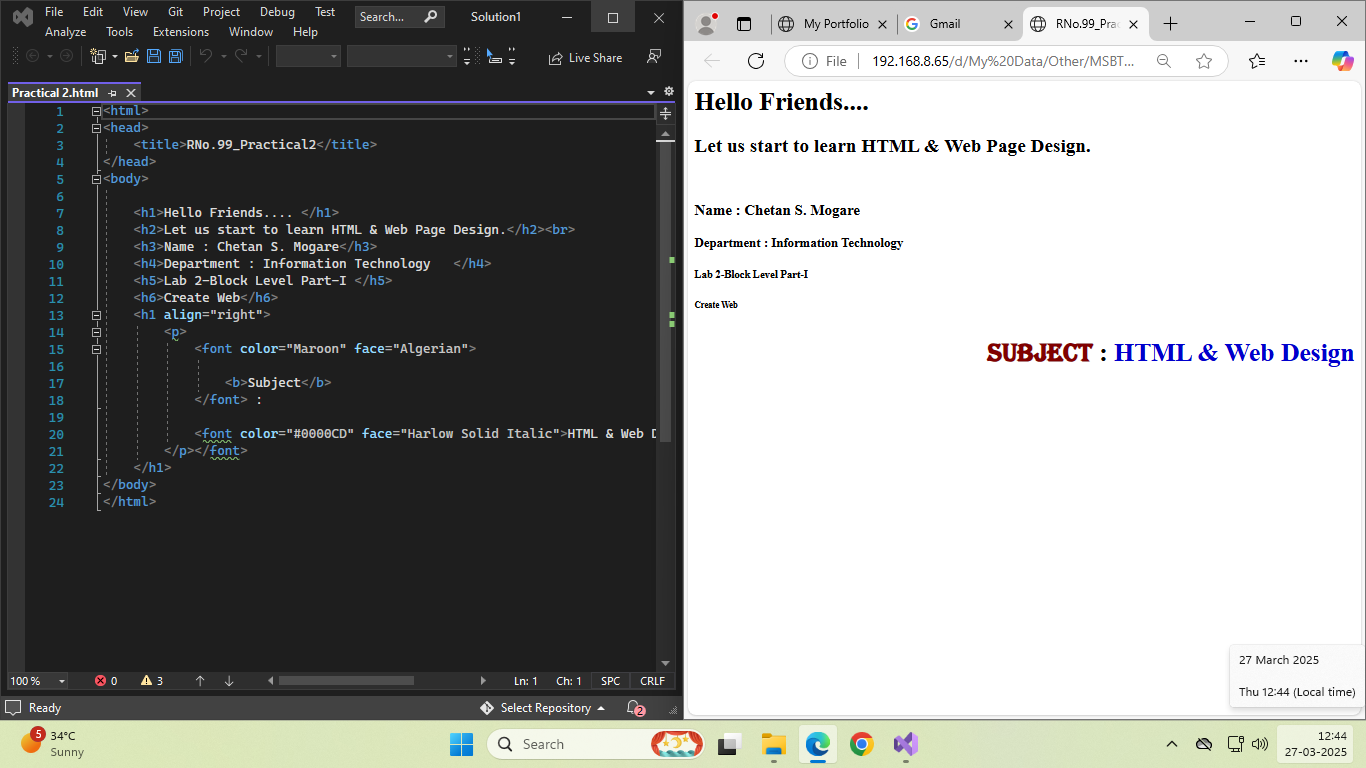 File Edit View Git Project Debug Test Search... Solution1
Analyze Tools Extensions Window Help
Live Share
Practical 2.html
1 <html>
2 <head>
3 <title>RNo.99_Practical2</title>
4 </head>
5 <body>
6
7 <h1>Hello Friends.... </h1>
8 <h2>Let us start to learn HTML & Web Page Design.</h2><br>
9 <h3>Name : Chetan S. Mogare</h3>
10 <h4>Department : Information Technology   </h4>
11 <h5>Lab 2-Block Level Part-I </h5>
12 <h6>Create Web</h6>
13 <h1 align="right">
14 <p>
15 <font color="Maroon" face="Algerian">
16
17 <b>Subject</b>
18 </font> :
19
20 <font color="#0000CD" face="Harlow Solid Italic">HTML & Web D
21 </p></font>
22 </h1>
23 </body>
24 </html>
100 % 0 3 Ln: 1 Ch: 1 SPC CRLF
Ready Select Repository 2
My Portfolio Gmail RNo.99_Prac
File 192.168.8.65/d/My%20Data/Other/MSBT...
Hello Friends....
Let us start to learn HTML & Web Page Design.
Name : Chetan S. Mogare
Department : Information Technology
Lab 2-Block Level Part-I
Create Web
SUBJECT : HTML & Web Design
27 March 2025
Thu 12:44 (Local time)
5 34°C
Sunny
Search
12:44
27-03-2025